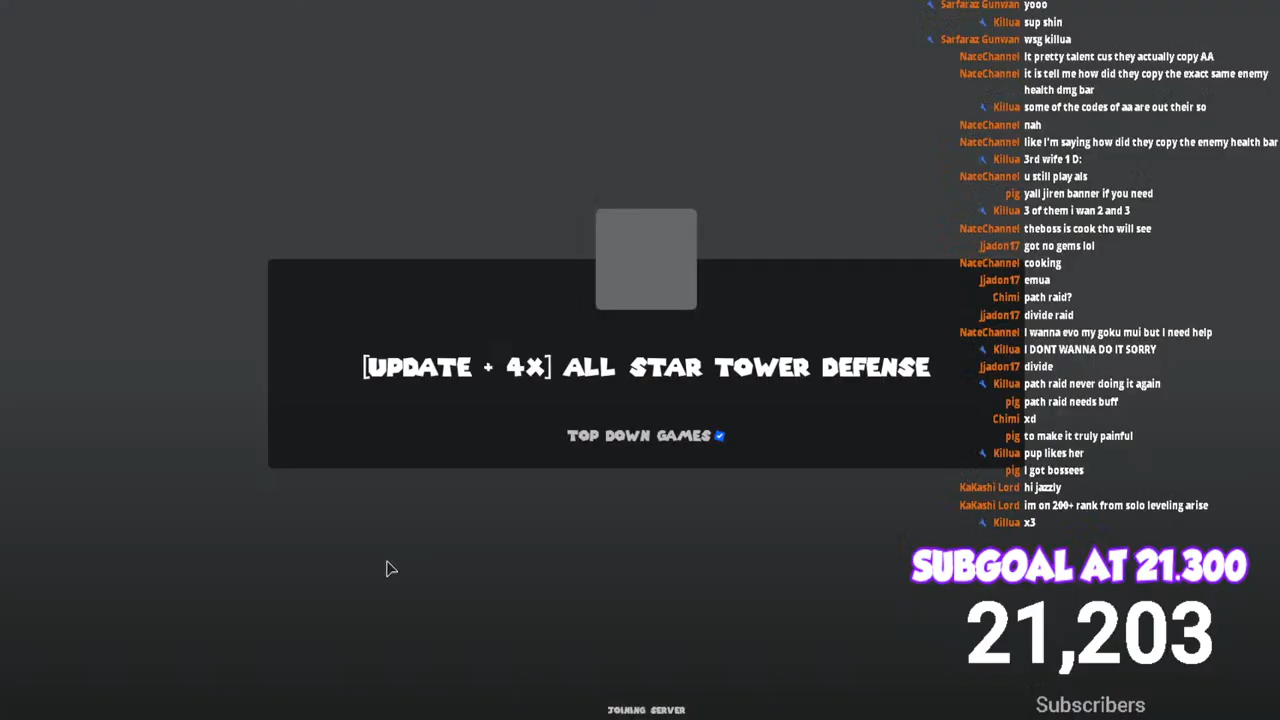 Sarfaraz Gunwan yooo
Killua sup shin
Sarfaraz Gunwan wsg killua
NateChannel It pretty talent cus they actually copy AA
NateChannel it is tell me how did they copy the exact same enemy
health dmg bar
Killua some of the codes of aa are out their so
NateChannel nah
NateChannel like I'm saying how did they copy the enemy health bar
Killua 3rd wife 1 D:
NateChannel u still play als
pig yall jiren banner if you need
Killua 3 of them i wan 2 and 3
NateChannel theboss is cook tho will see
Jjadon17 got no gems lol
NateChannel cooking
Jjadon17 emua
Chimi path raid?
Jjadon17 divide raid
NateChannel I wanna evo my goku mui but I need help
Killua I DONT WANNA DO IT SORRY
Jjadon17 divide
Killua path raid never doing it again
pig path raid needs buff
Chimi xd
pig to make it truly painful
Killua pup likes her
pig I got bossees
KaKashi Lord hi jazzly
KaKashi Lord im on 200+ rank from solo leveling arise
Killua x3
[UPDATE + 4X] ALL STAR TOWER DEFENSE
TOP DOWN GAMES
SUBGOAL AT 21.300
21,203
Subscribers
JOINING SERVER